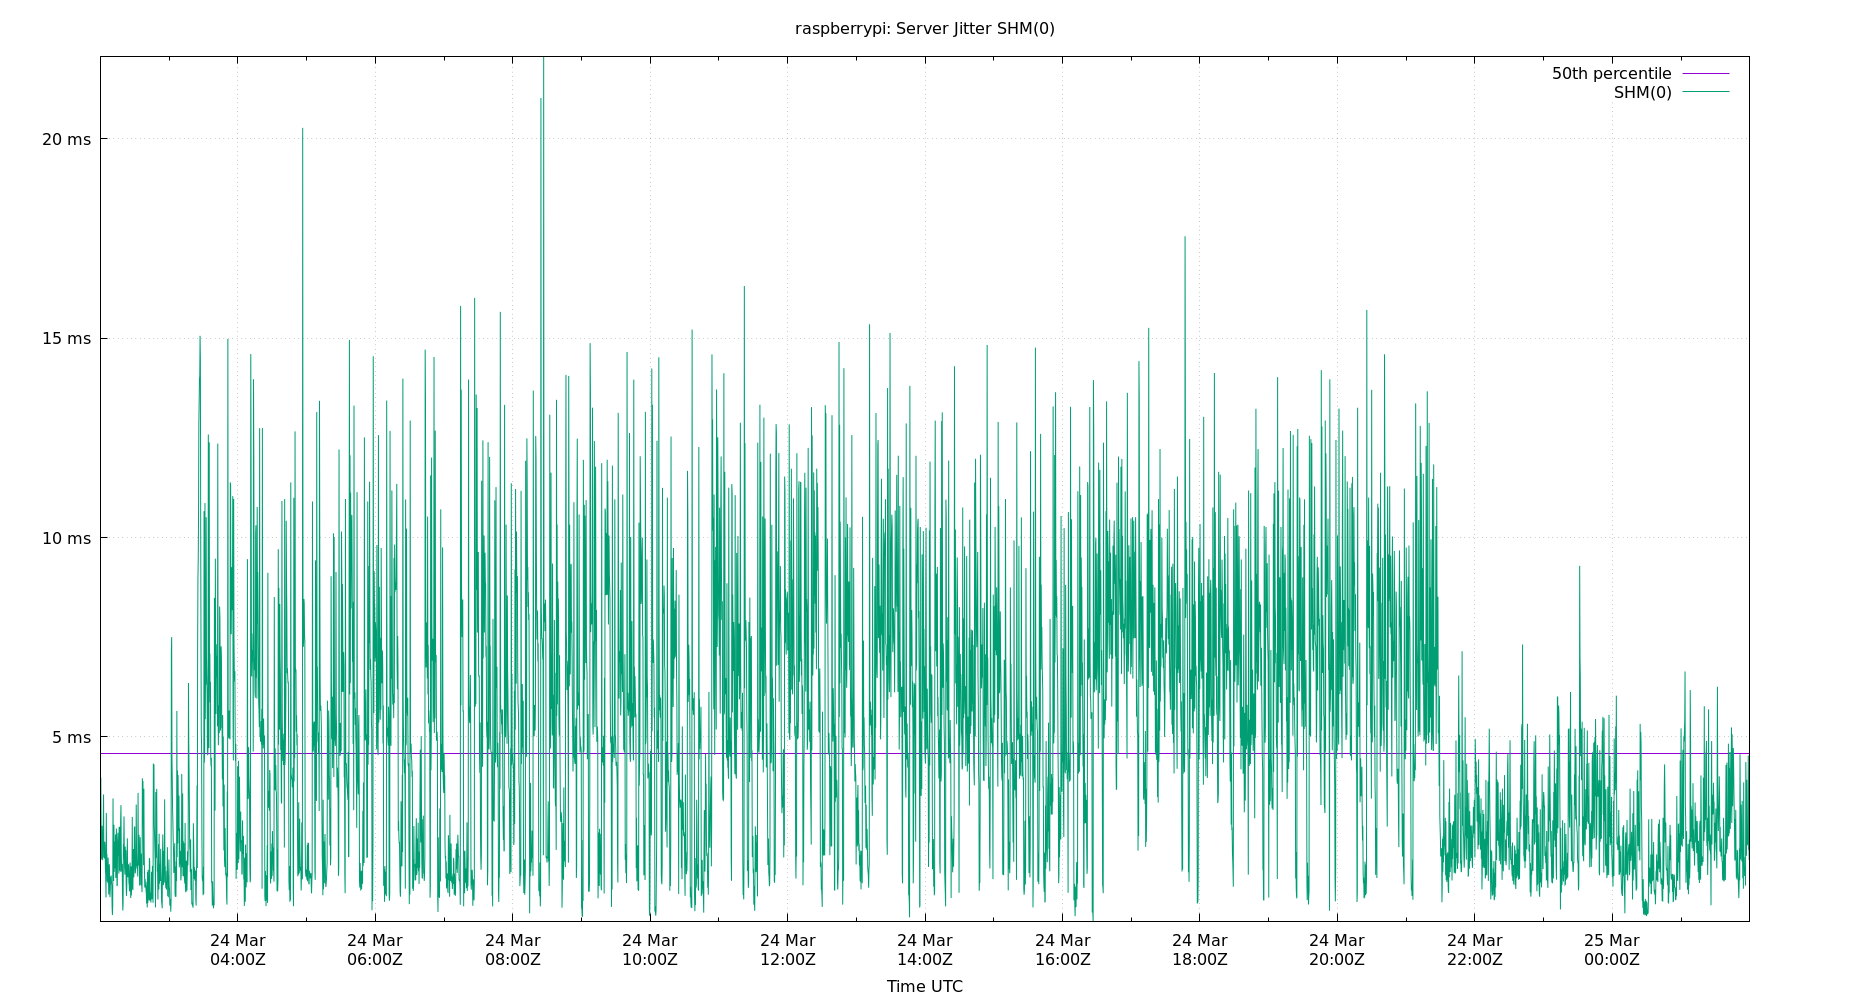 raspberrypi: Server Jitter SHM(0)
50th percentile
SHM(0)
20 ms
15 ms
10 ms
5 ms
24 Mar 24 Mar 24 Mar 24 Mar 24 Mar 24 Mar 24 Mar 24 Mar 24 Mar 24 Mar 25 Mar
04:00Z 06:00Z 08:00Z 10:00Z 12:00Z 14:00Z 16:00Z 18:00Z 20:00Z 22:00Z 00:00Z
Time UTC